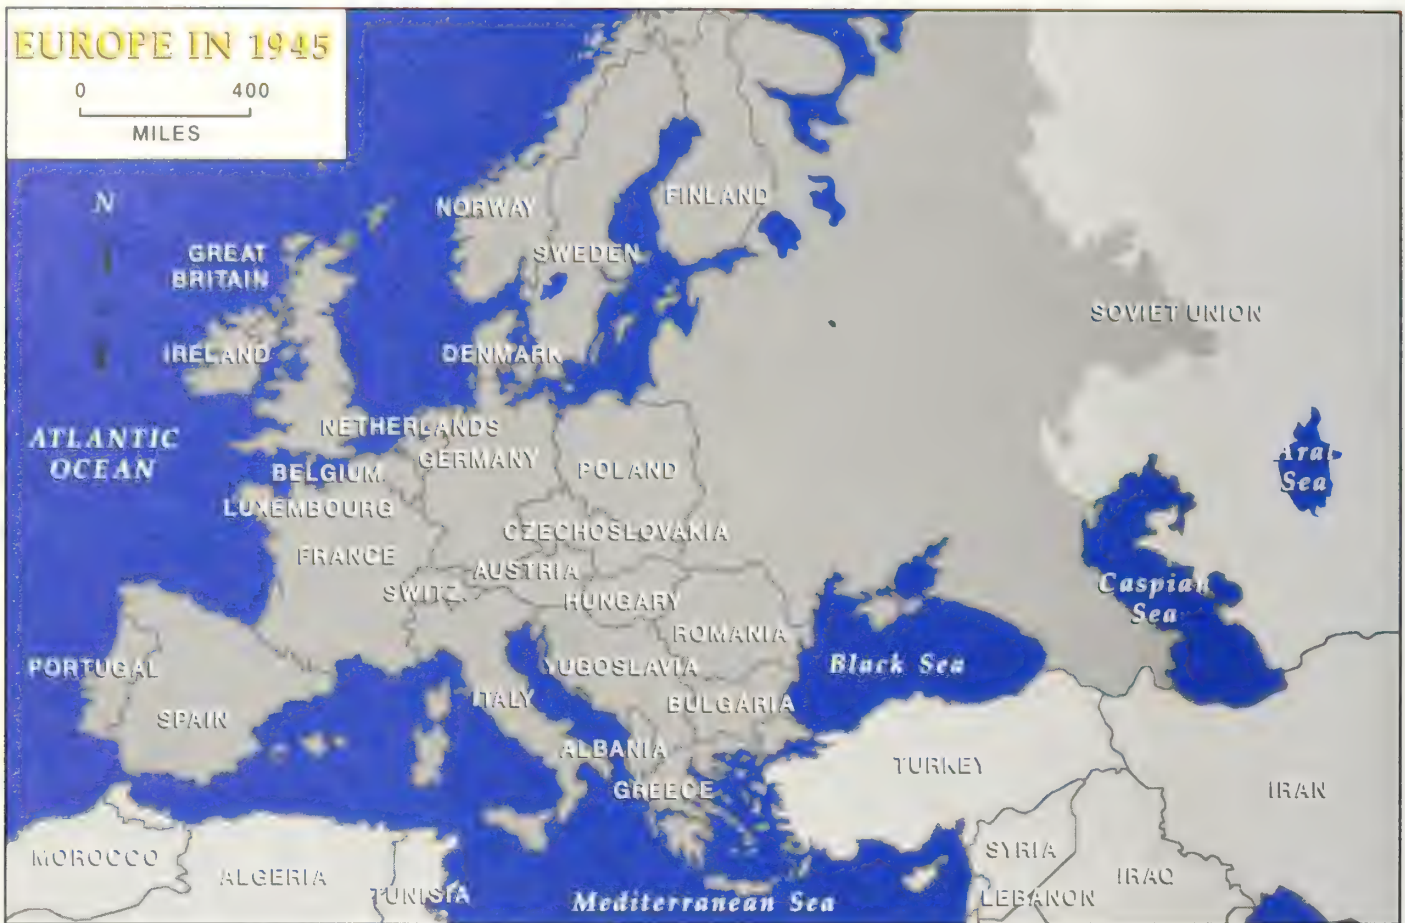 EUROPE IN 1945
0 400
MILES
N
NORWAY
FINLAND
SWEDEN
GREAT
BRITAIN
SOVIET UNION
IRELAND
DENMARK
ATLANTIC
OCEAN
NETHERLANDS
GERMANY
BELGIUM
POLAND
Aral
Sea
LUXEMBOURG
CZECHOSLOVAKIA
FRANCE
AUSTRIA
SWITZ.
HUNGARY
Caspian
Sea
ROMANIA
PORTUGAL
YUGOSLAVIA
Black Sea
ITALY
BULGARIA
SPAIN
ALBANIA
TURKEY
GREECE
IRAN
MOROCCO
ALGERIA
TUNISIA
SYRIA
IRAQ
LEBANON
Mediterranean Sea